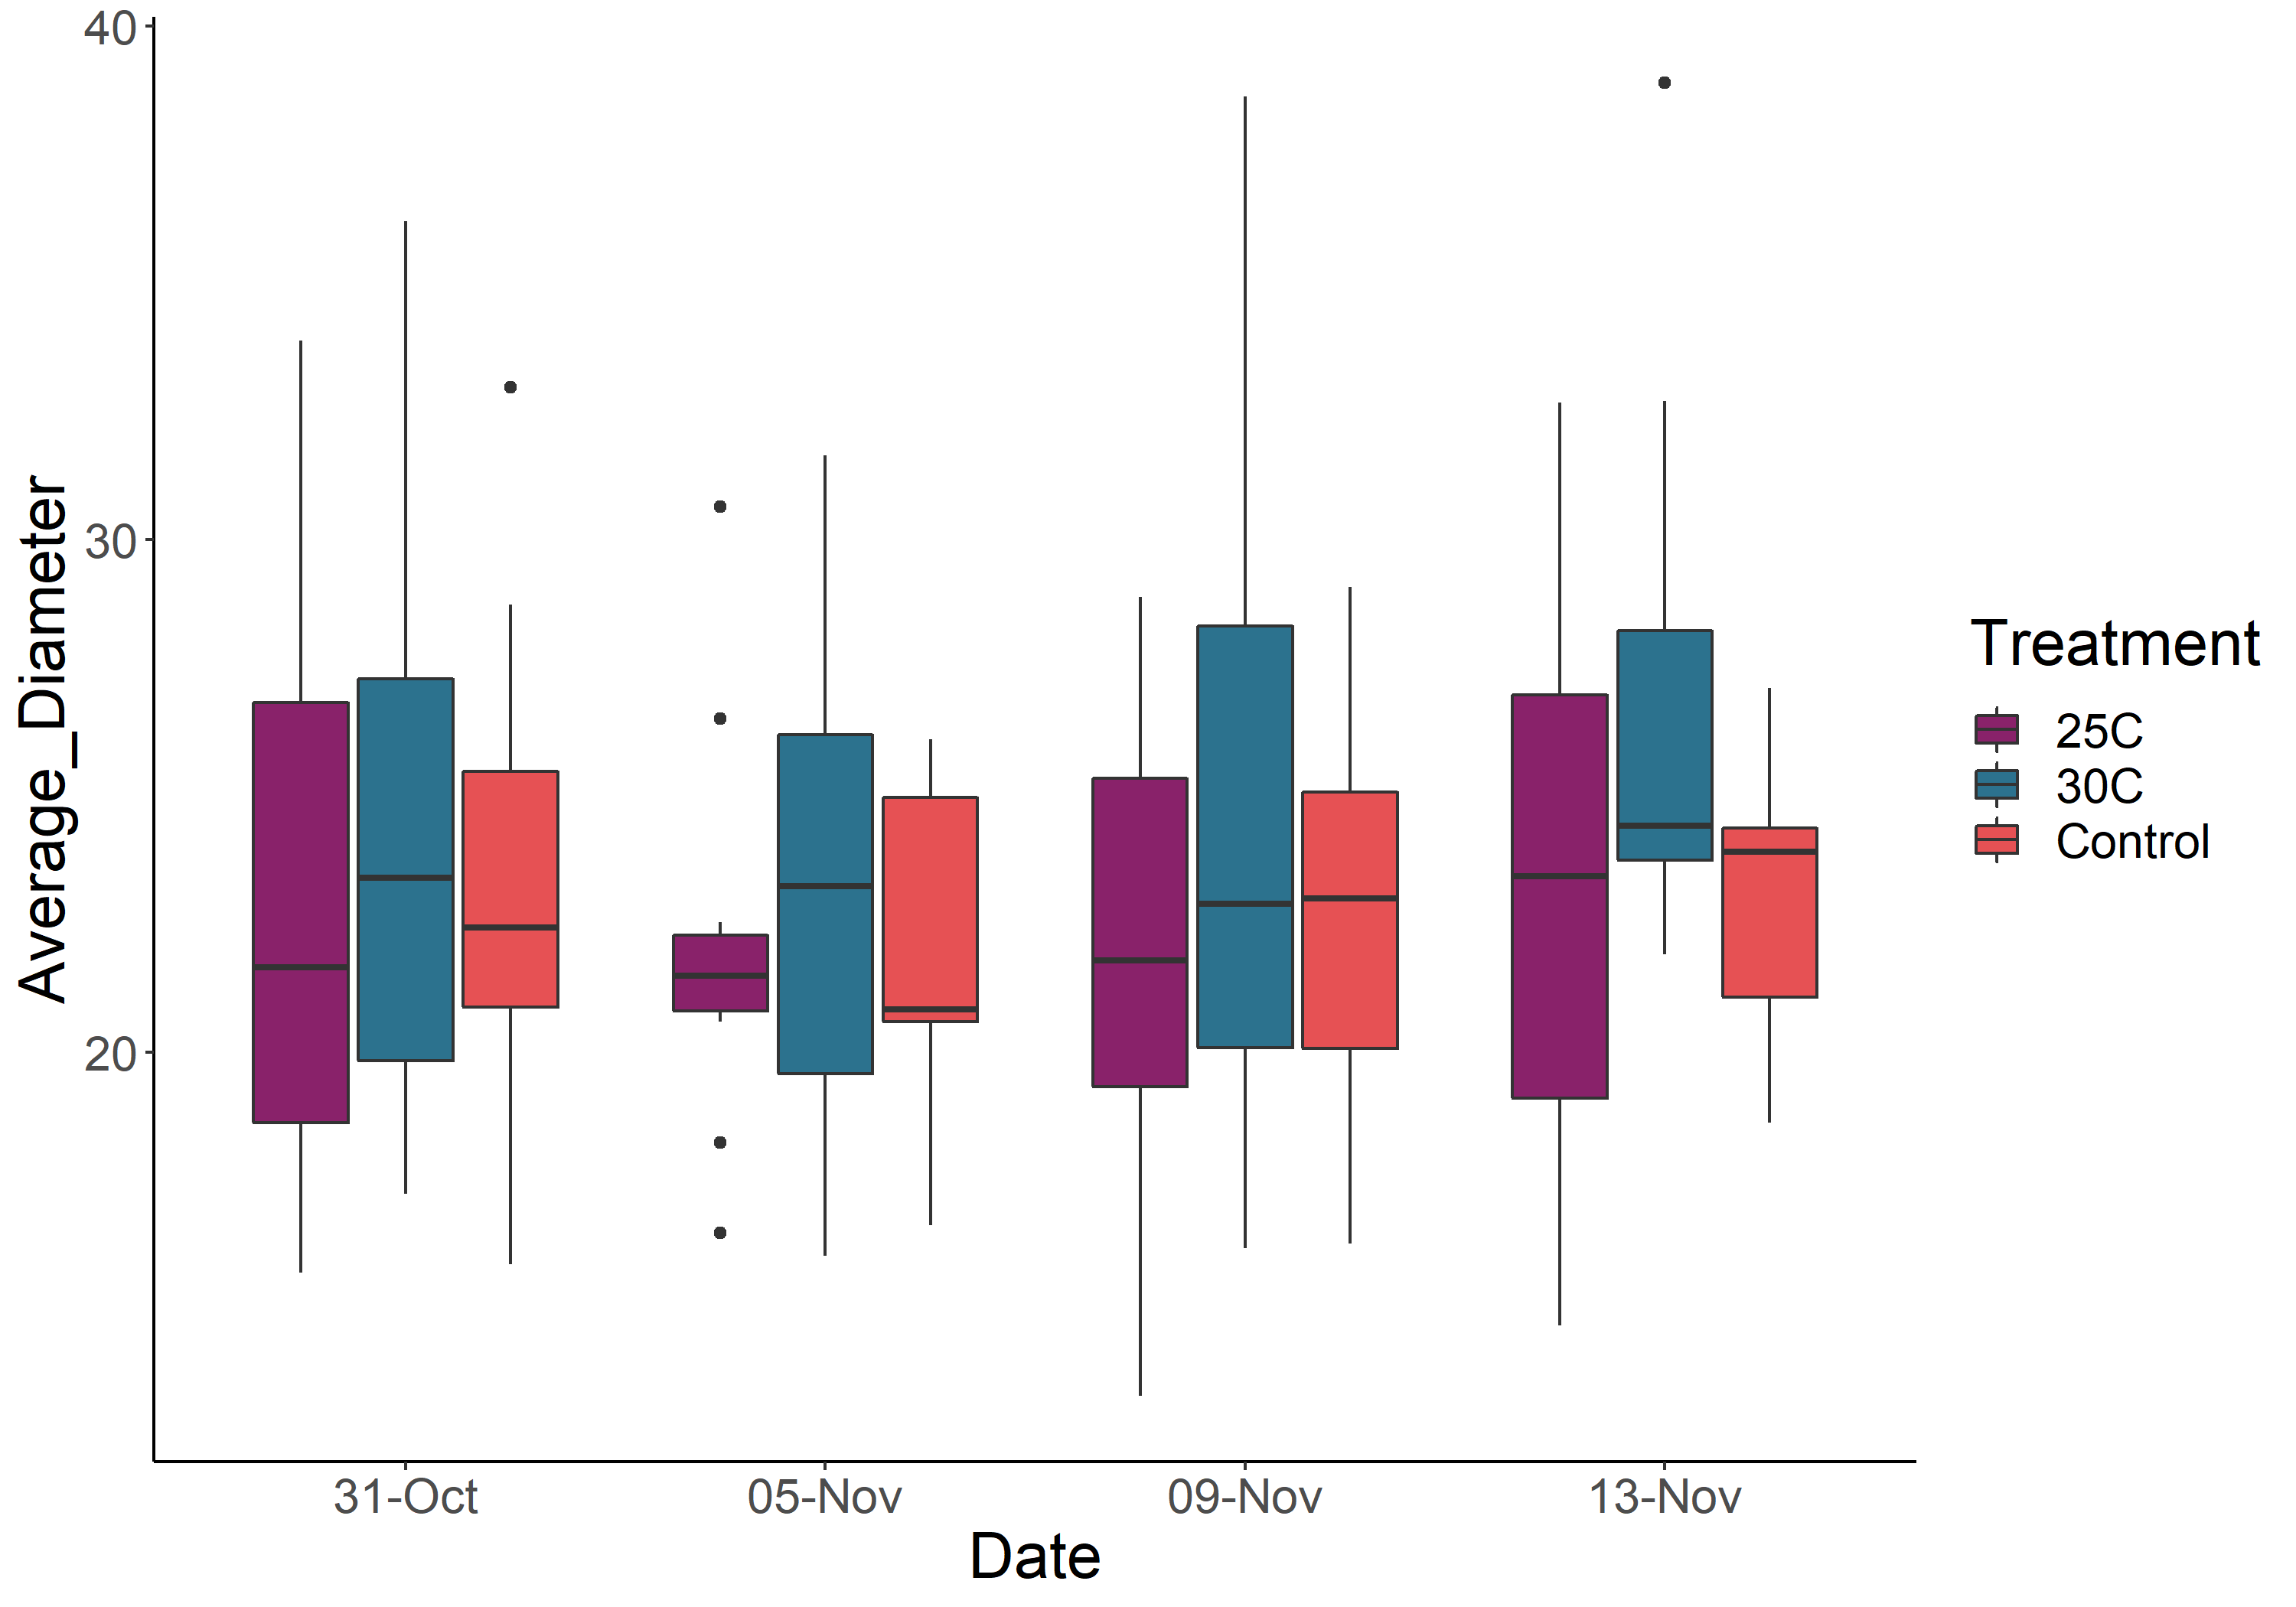 40
30
20
Average_Diameter
31-Oct
05-Nov
09-Nov
13-Nov
Date
Treatment
25C
30C
Control